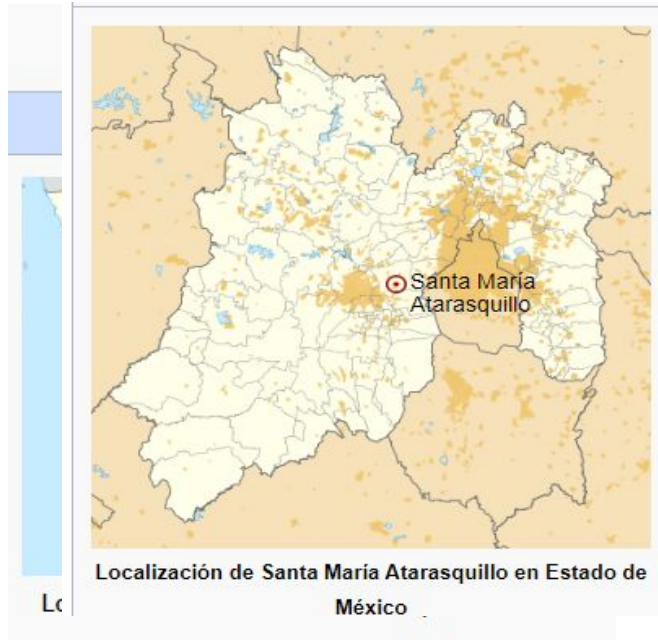 Santa María
Atarasquillo
Localización de Santa María Atarasquillo en Estado de
México